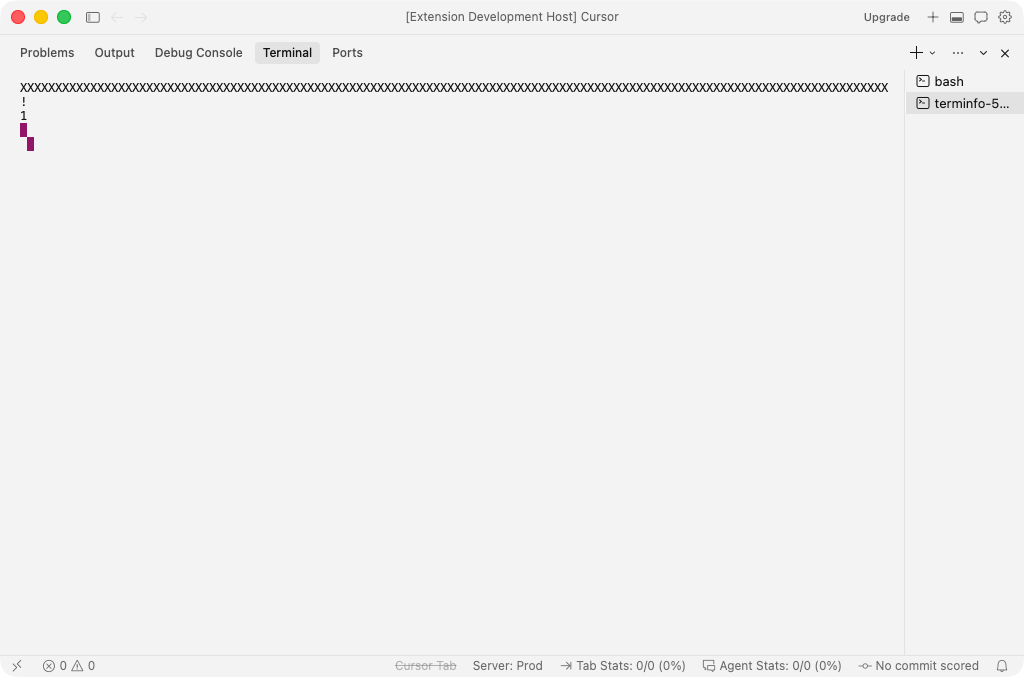 [Extension Development Host] Cursor
Upgrade
Problems Output Debug Console Terminal Ports
XXXXXXXXXXXXXXXXXXXXXXXXXXXXXXXXXXXXXXXXXXXXXXXXXXXXXXXXXXXXXXXXXXXXXXXXXXXXXXXXXXXXXXXXXXXXXXXXXXXXXXXXXXXXXXXXXXXXXXXXXXXX
!
1
bash
terminfo-5...
0 0 Cursor Tab Server: Prod Tab Stats: 0/0 (0%) Agent Stats: 0/0 (0%) No commit scored